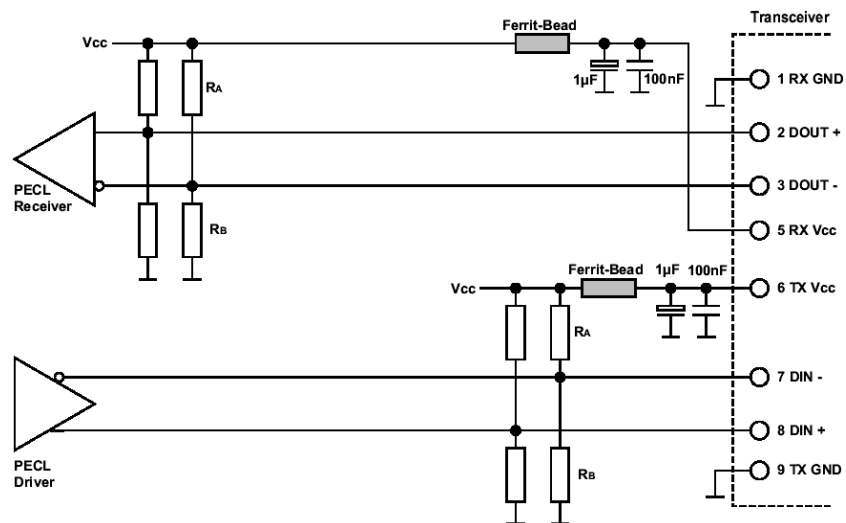 Transceiver
Ferrit-Bead
Vcc
1µF
100nF
1 RX GND
RA
2 DOUT +
PECL
Receiver
3 DOUT -
RB
5 RX Vcc
Ferrit-Bead
1µF
100nF
Vcc
6 TX Vcc
RA
7 DIN -
8 DIN +
PECL
Driver
RB
9 TX GND